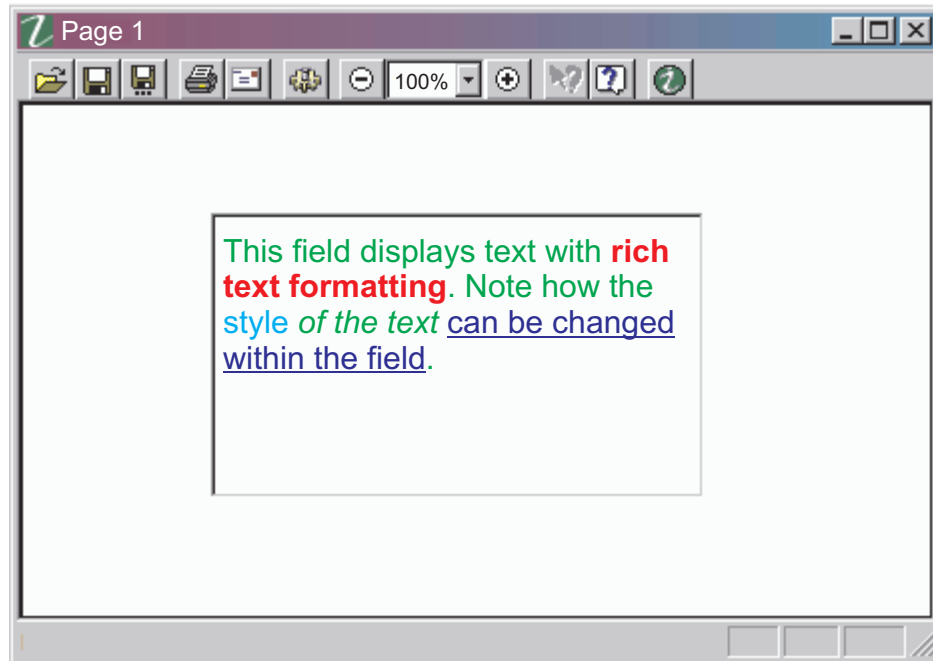 Page 1
100%
This field displays text with rich
text formatting. Note how the
style of the text can be changed
within the field.